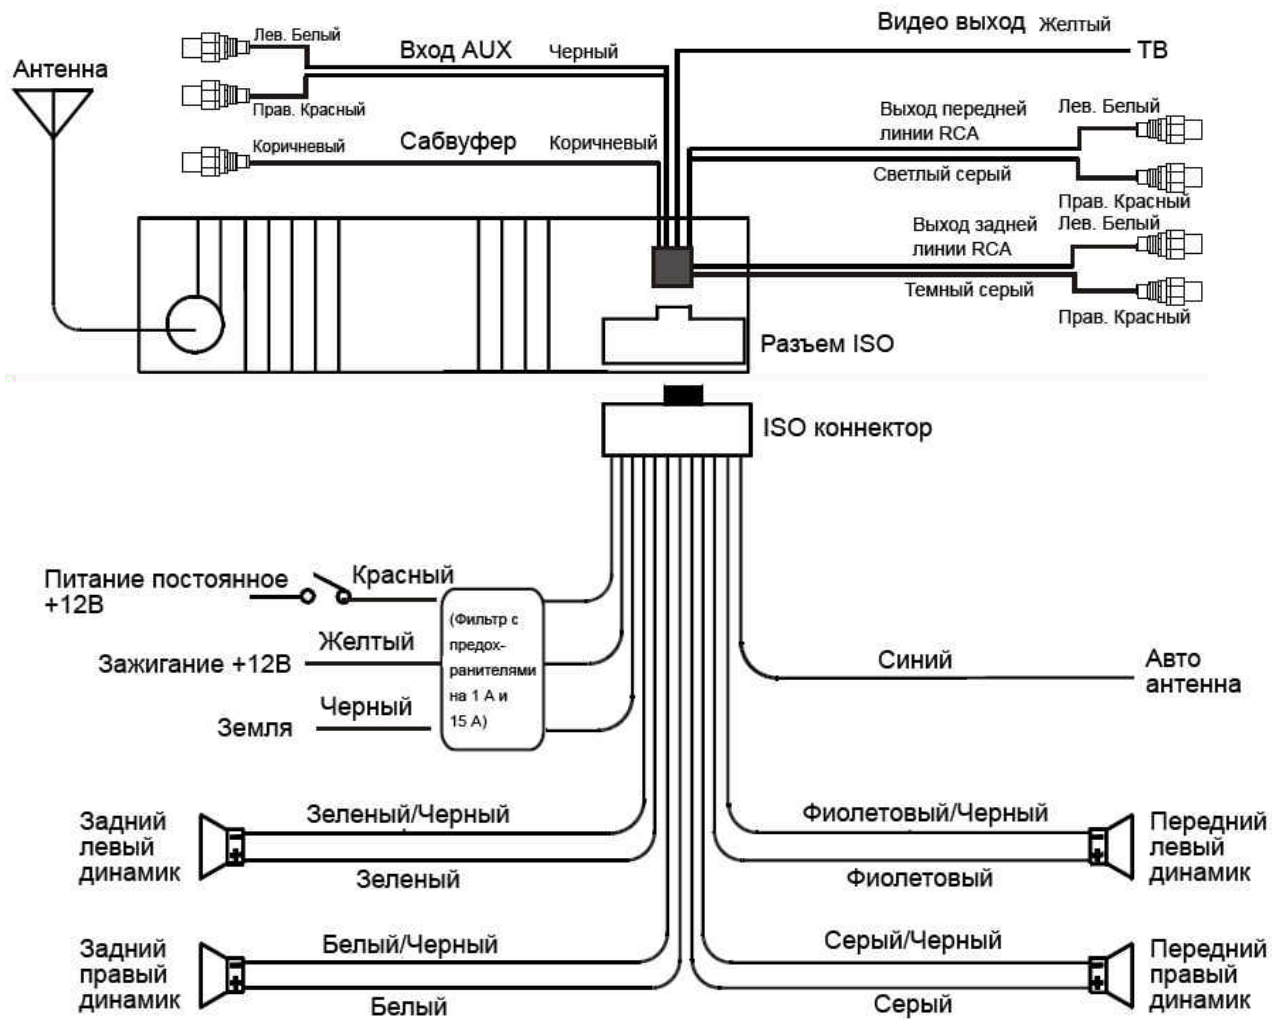 Антенна
Лев. Белый
Вход AUX
Черный
Прав. Красный
Коричневый
Сабвуфер
Коричневый
Видео выход
Желтый
ТВ
Выход передней
линии RCA
Лев. Белый
Светлый серый
Прав. Красный
Выход задней
линии RCA
Лев. Белый
Темный серый
Прав. Красный
Разъем ISO
ISO коннектор
Питание постоянное
+12В
Красный
Зажигание +12В
Желтый
Земля
Черный
(Фильтр с
предох-
ранителями
на 1 А и
15 А)
Синий
Авто
антенна
Задний
левый
динамик
Зеленый/Черный
Зеленый
Фиолетовый/Черный
Фиолетовый
Передний
левый
динамик
Задний
правый
динамик
Белый/Черный
Белый
Серый/Черный
Серый
Передний
правый
динамик